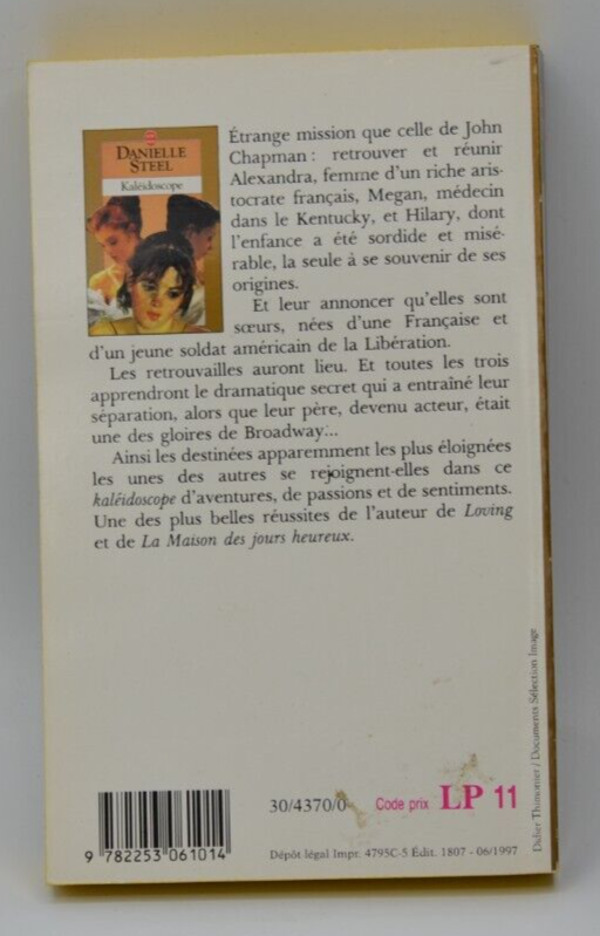 DANIELLE
STEEL
Kaléidoscope
Étrange mission que celle de John
Chapman : retrouver et réunir
Alexandra, femme d'un riche aris-
tocrate français, Megan, médecin
dans le Kentucky, et Hilary, dont
l'enfance a été sordide et misé-
rable, la seule à se souvenir de ses
origines.
Et leur annoncer qu'elles sont
sœurs, nées d'une Française et
d'un jeune soldat américain de la Libération.
Les retrouvailles auront lieu. Et toutes les trois
apprendront le dramatique secret qui a entraîné leur
séparation, alors que leur père, devenu acteur, était
une des gloires de Broadway...
Ainsi les destinées apparemment les plus éloignées
les unes des autres se rejoignent-elles dans ce
kaléidoscope d'aventures, de passions et de sentiments.
Une des plus belles réussites de l'auteur de Loving
et de La Maison des jours heureux.
Didier Thimonier / Documents Sélection Image
30/4370/0 Code prix LP 11
9 782253 061014
Dépôt légal Impr. 4795C-5 Édit. 1807 - 06/1997